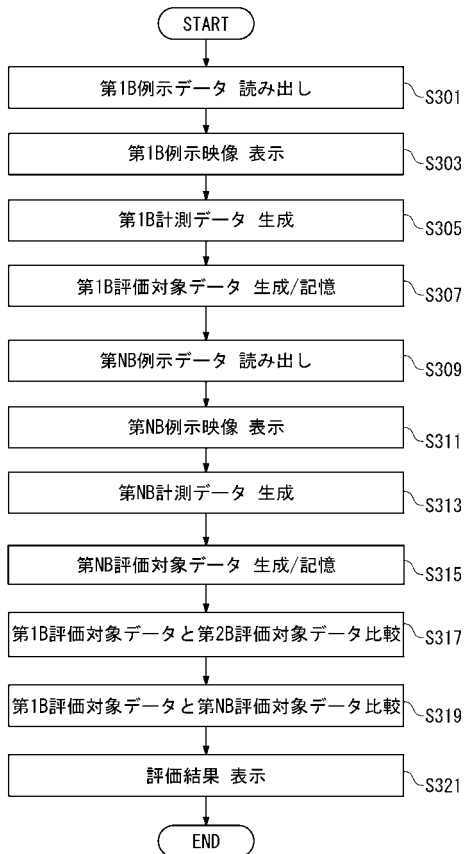 START
第1B例示データ 読み出し
S301
第1B例示映像 表示
S303
第1B計測データ 生成
S305
第1B評価対象データ 生成/記憶
S307
第NB例示データ 読み出し
S309
第NB例示映像 表示
S311
第NB計測データ 生成
S313
第NB評価対象データ 生成/記憶
S315
第1B評価対象データと第2B評価対象データ比較
S317
第1B評価対象データと第NB評価対象データ比較
S319
評価結果 表示
S321
END